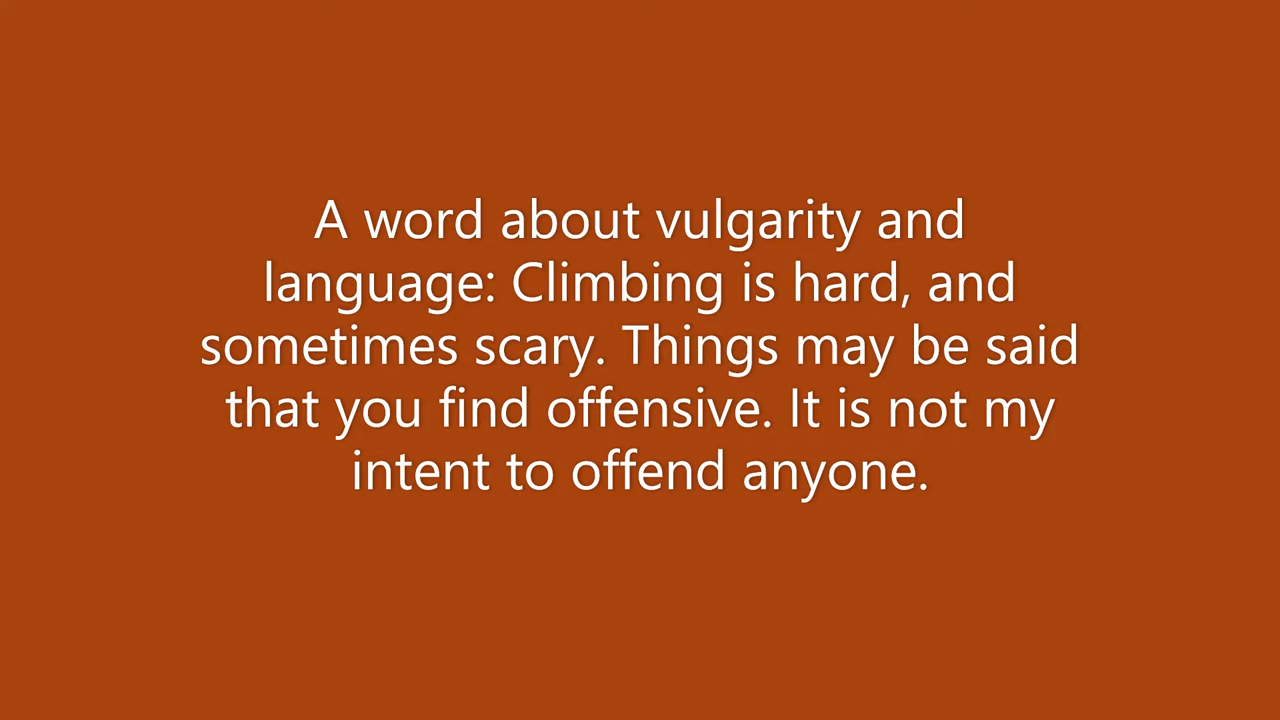 A word about vulgarity and
language: Climbing is hard, and
sometimes scary. Things may be said
that you find offensive. It is not my
intent to offend anyone.